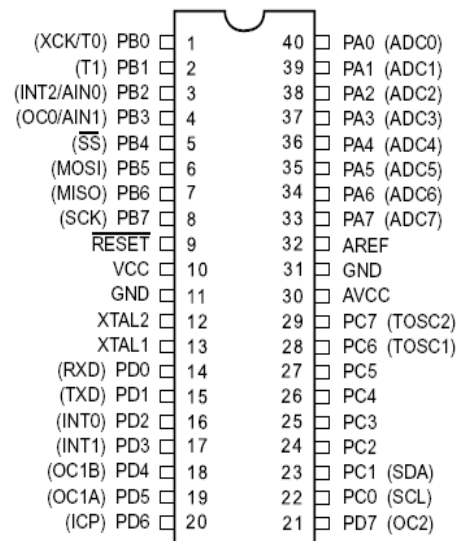 (XCK/T0) PB0 1 40 PA0 (ADC0)
(T1) PB1 2 39 PA1 (ADC1)
(INT2/AIN0) PB2 3 38 PA2 (ADC2)
(OC0/AIN1) PB3 4 37 PA3 (ADC3)
(S̅S̅) PB4 5 36 PA4 (ADC4)
(MOSI) PB5 6 35 PA5 (ADC5)
(MISO) PB6 7 34 PA6 (ADC6)
(SCK) PB7 8 33 PA7 (ADC7)
R̅E̅S̅E̅T̅ 9 32 AREF
VCC 10 31 GND
GND 11 30 AVCC
XTAL2 12 29 PC7 (TOSC2)
XTAL1 13 28 PC6 (TOSC1)
(RXD) PD0 14 27 PC5
(TXD) PD1 15 26 PC4
(INT0) PD2 16 25 PC3
(INT1) PD3 17 24 PC2
(OC1B) PD4 18 23 PC1 (SDA)
(OC1A) PD5 19 22 PC0 (SCL)
(ICP) PD6 20 21 PD7 (OC2)